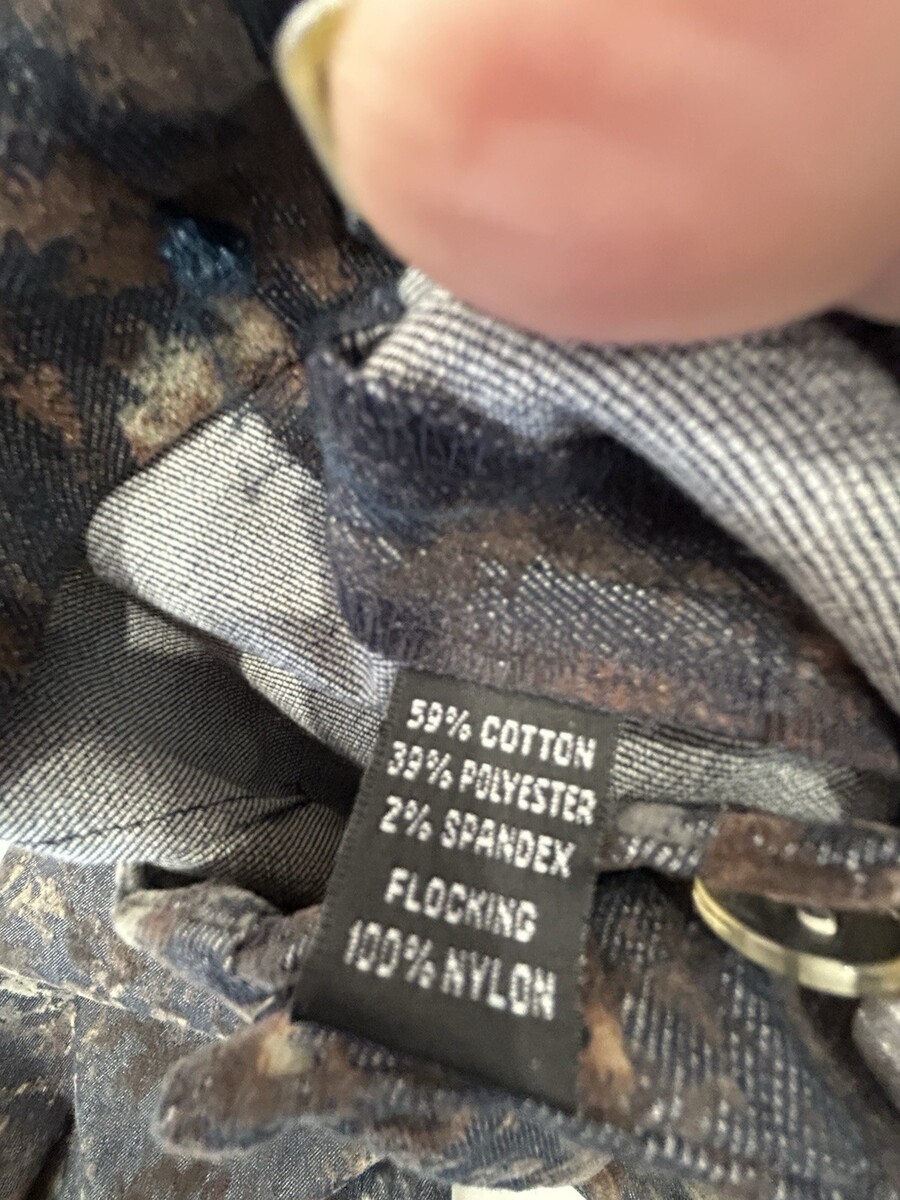 59% COTTON
39% POLYESTER
2% SPANDEX
FLOCKING
100% NYLON